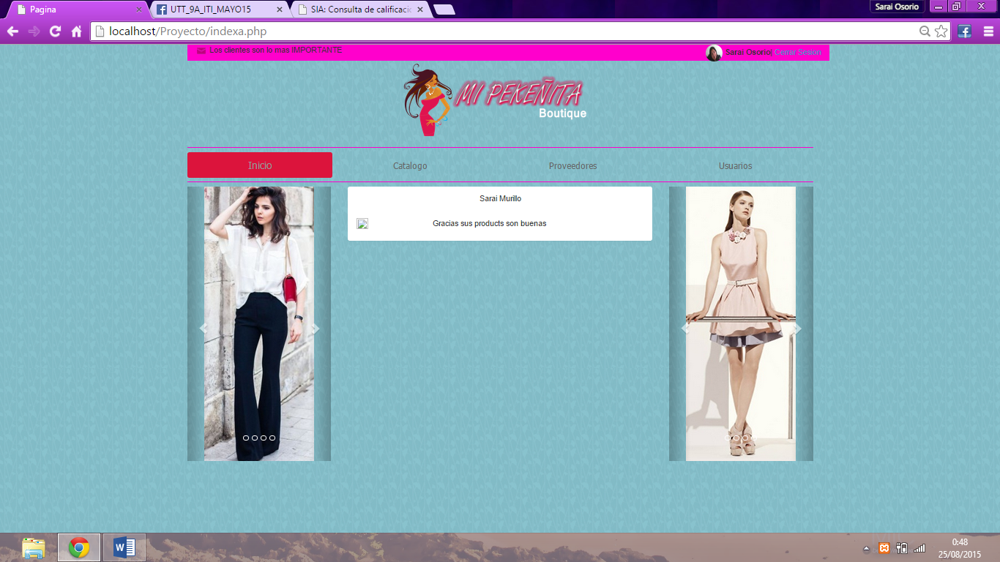 Pagina
UTT_9A_ITI_MAYO15
SIA: Consulta de calificacio
Sarai Osorio
localhost/Proyecto/indexa.php
Los clientes son lo mas IMPORTANTE
Sarai Osorio| Cerrar Sesion
MI PEKEÑITA
Boutique
Inicio
Catalogo
Proveedores
Usuarios
Sarai Murillo
Gracias sus products son buenas
0:48
25/08/2015